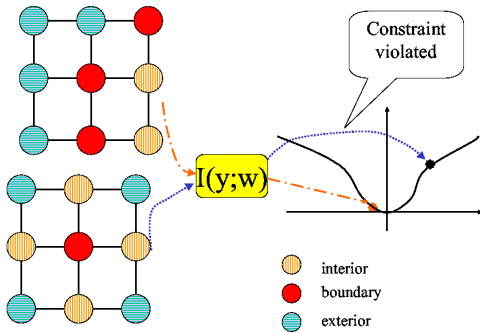 Constraint
violated
I(y;w)
interior
boundary
exterior